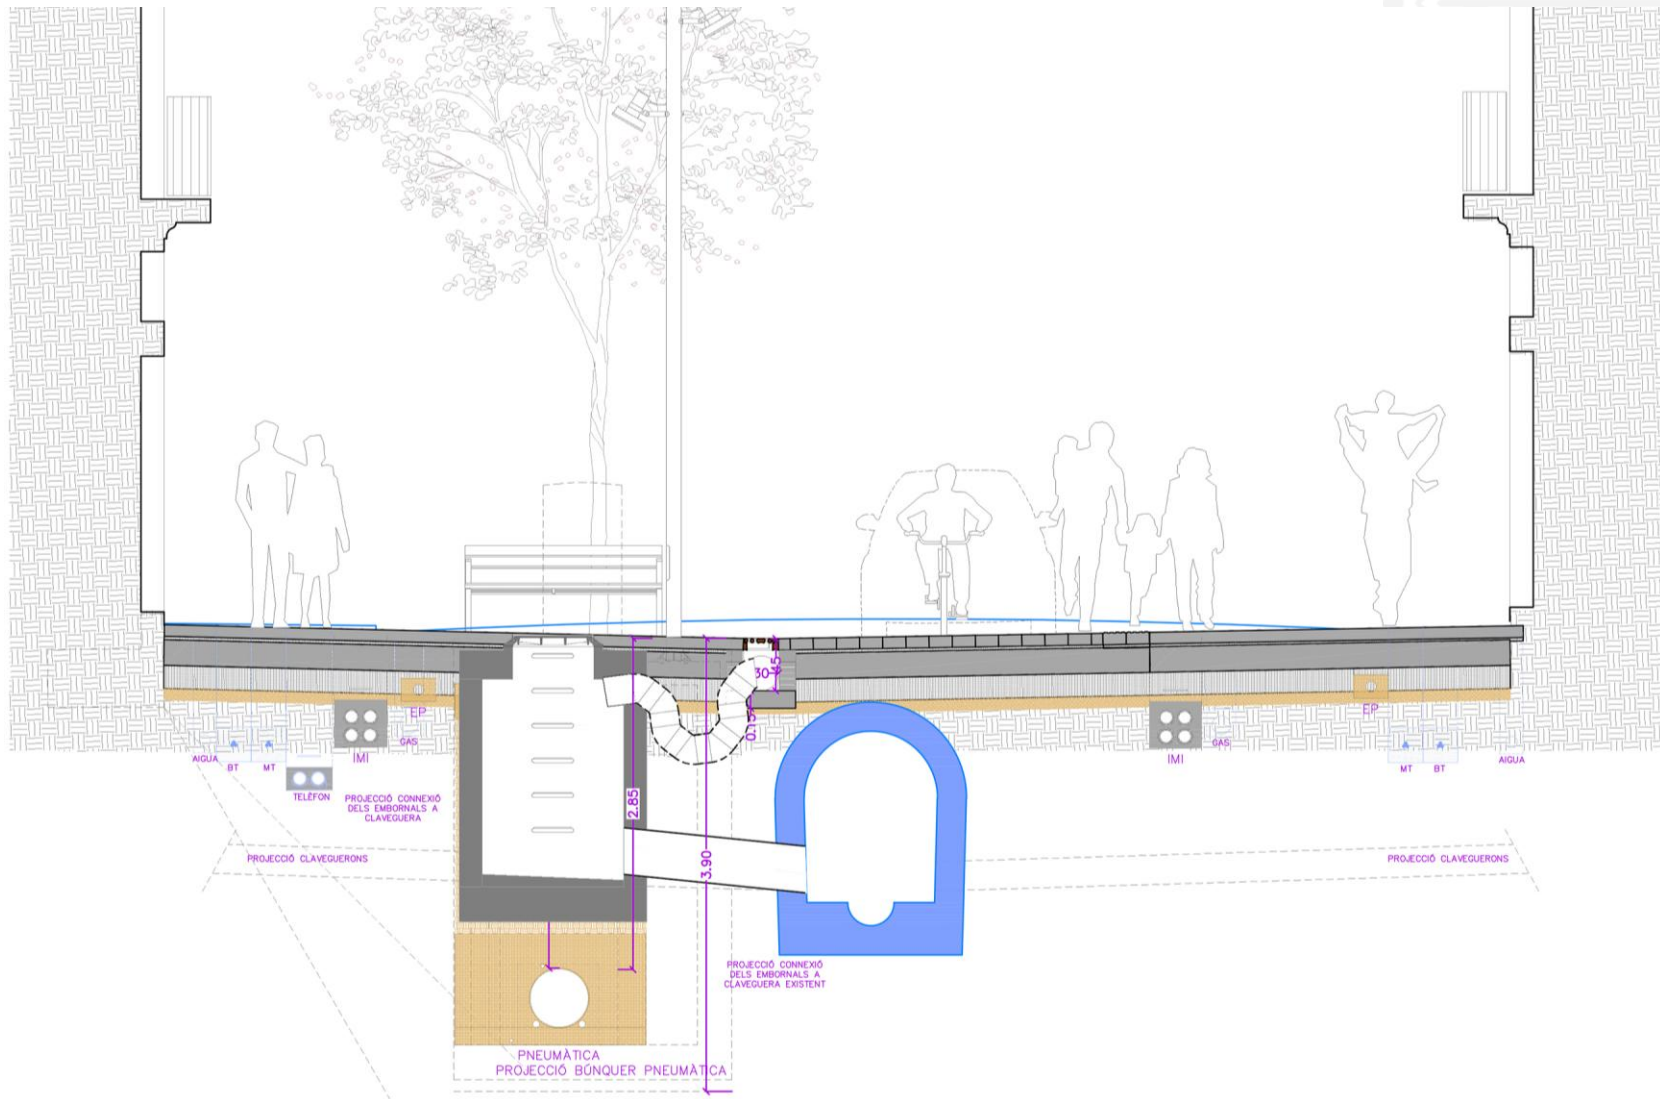 30
45
0.15
EP
GAS
IMI
AIGUA
BT
MT
TELÈFON
PROJECCIÓ CONNEXIÓ
DELS EMBORNALS A
CLAVEGUERA
PROJECCIÓ CLAVEGUERONS
2.85
3.90
EP
GAS
IMI
MT
BT
AIGUA
PROJECCIÓ CLAVEGUERONS
PROJECCIÓ CONNEXIÓ
DELS EMBORNALS A
CLAVEGUERA EXISTENT
PNEUMÀTICA
PROJECCIÓ BÚNQUER PNEUMÀTICA